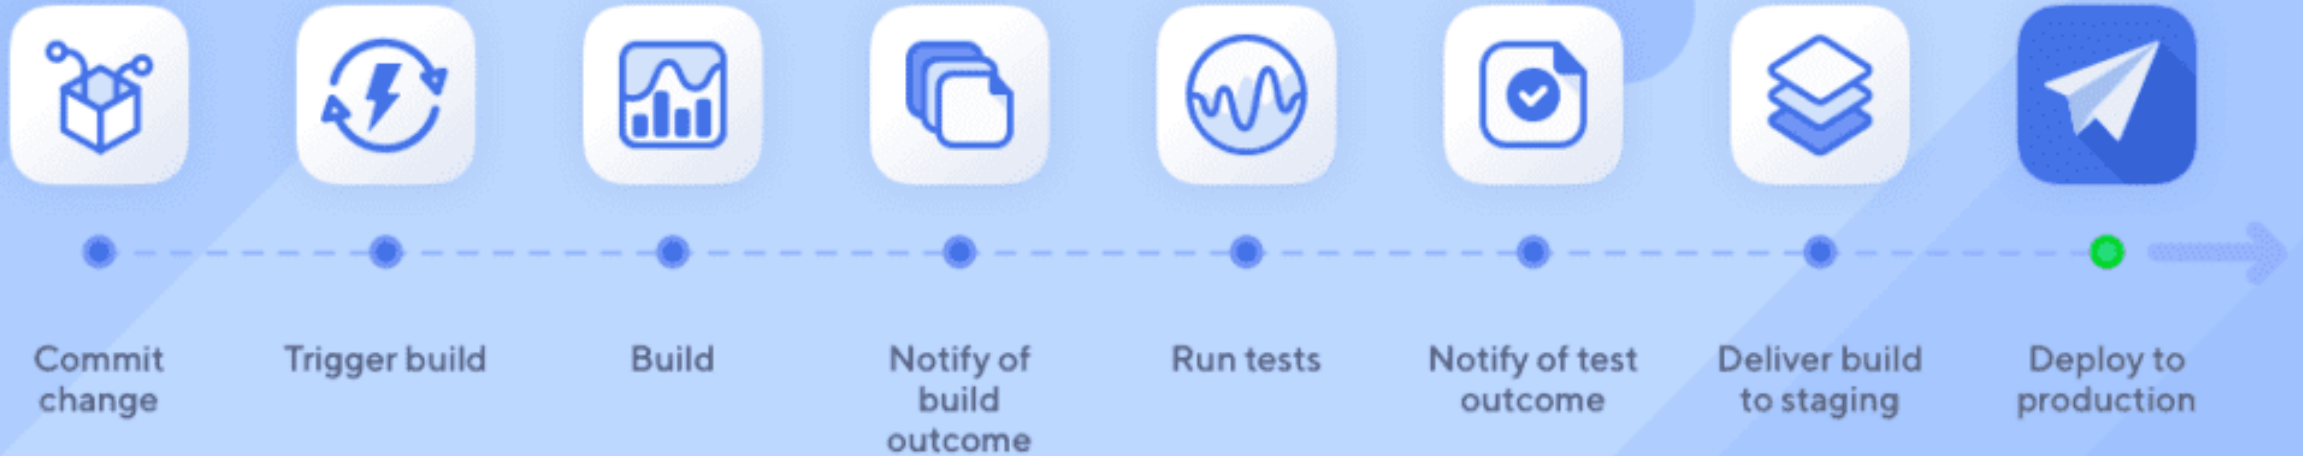 Commit
change
Trigger build
Build
Notify of
build
outcome
Run tests
Notify of test
outcome
Deliver build
to staging
Deploy to
production